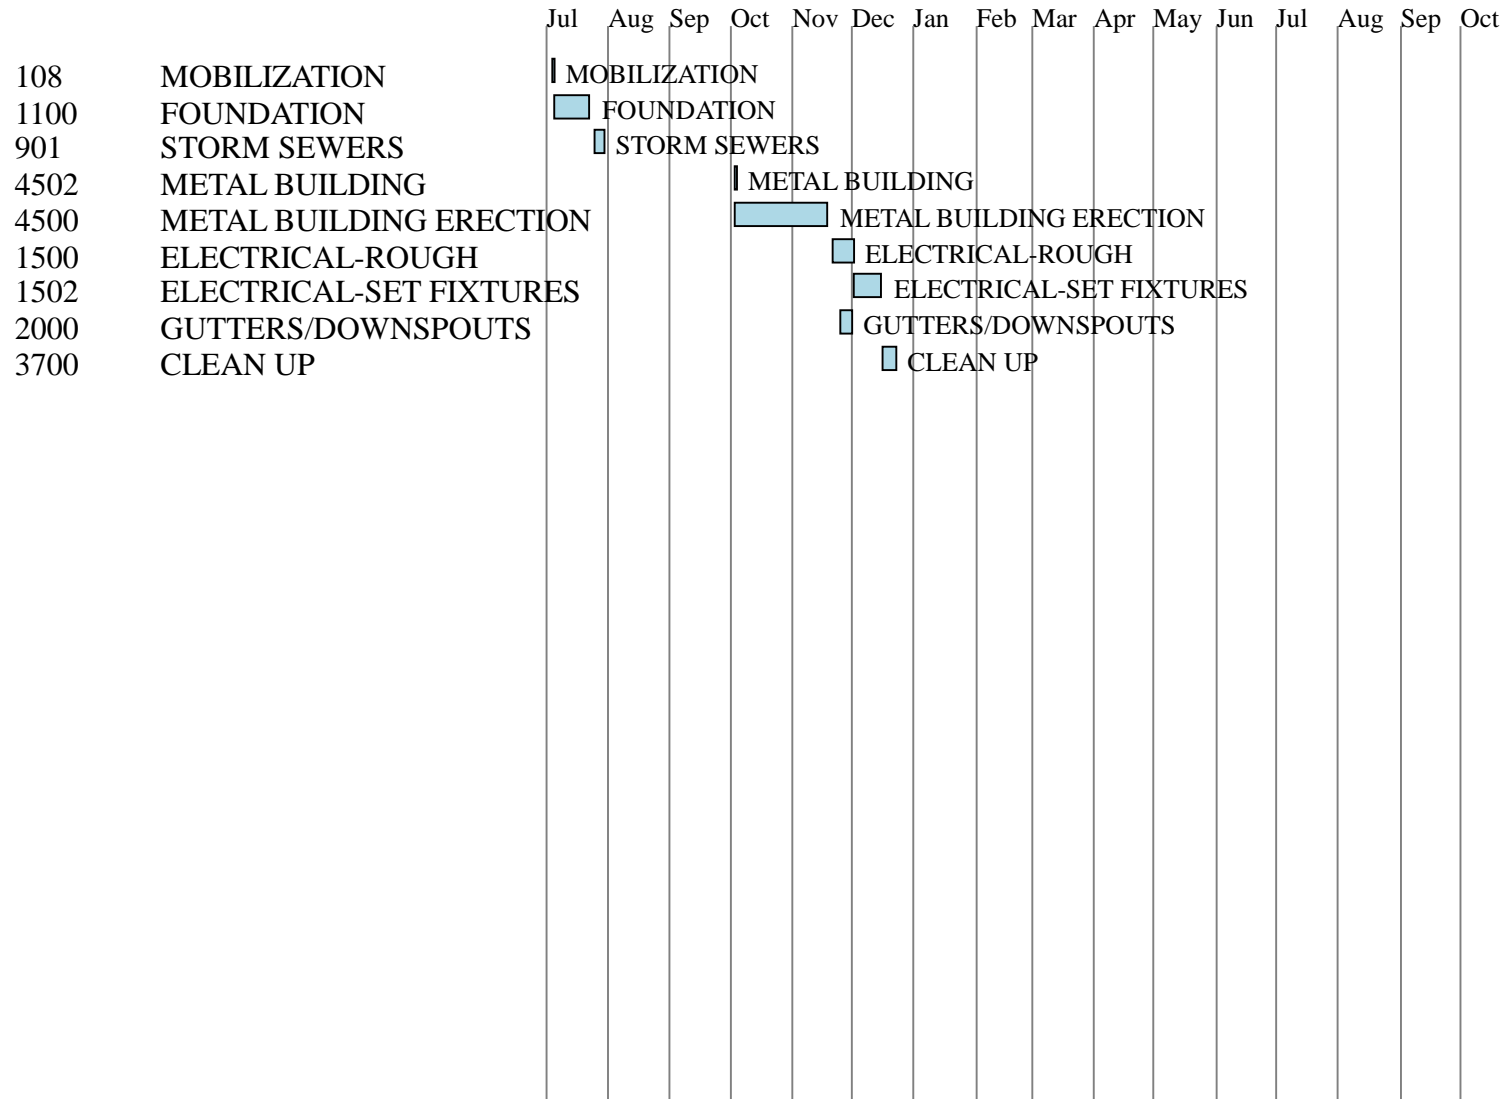 Jul Aug Sep Oct Nov Dec Jan Feb Mar Apr May Jun Jul Aug Sep Oct
108 MOBILIZATION MOBILIZATION
1100 FOUNDATION FOUNDATION
901 STORM SEWERS STORM SEWERS
4502 METAL BUILDING METAL BUILDING
4500 METAL BUILDING ERECTION METAL BUILDING ERECTION
1500 ELECTRICAL-ROUGH ELECTRICAL-ROUGH
1502 ELECTRICAL-SET FIXTURES ELECTRICAL-SET FIXTURES
2000 GUTTERS/DOWNSPOUTS GUTTERS/DOWNSPOUTS
3700 CLEAN UP CLEAN UP